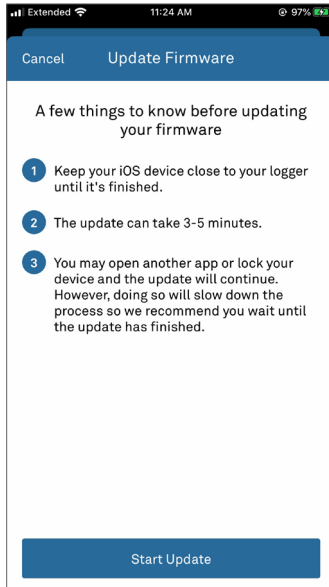 Extended 11:24 AM 97%
Cancel Update Firmware
A few things to know before updating
your firmware
1 Keep your iOS device close to your logger
until it's finished.
2 The update can take 3-5 minutes.
3 You may open another app or lock your
device and the update will continue.
However, doing so will slow down the
process so we recommend you wait until
the update has finished.
Start Update